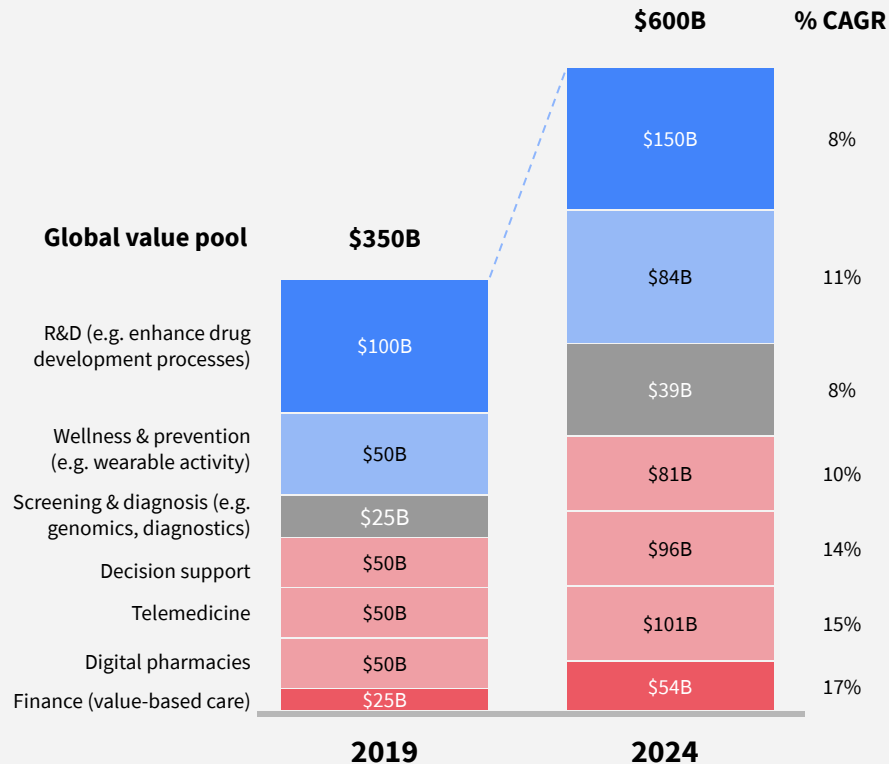 $600B
% CAGR
$150B
8%
Global value pool
$350B
$84B
11%
R&D (e.g. enhance drug
development processes)
$100B
$39B
8%
Wellness & prevention
(e.g. wearable activity)
$50B
$81B
10%
Screening & diagnosis (e.g.
genomics, diagnostics)
$25B
Decision support
$50B
$96B
14%
Telemedicine
$50B
$101B
15%
Digital pharmacies
$50B
Finance (value-based care)
$25B
$54B
17%
2019
2024